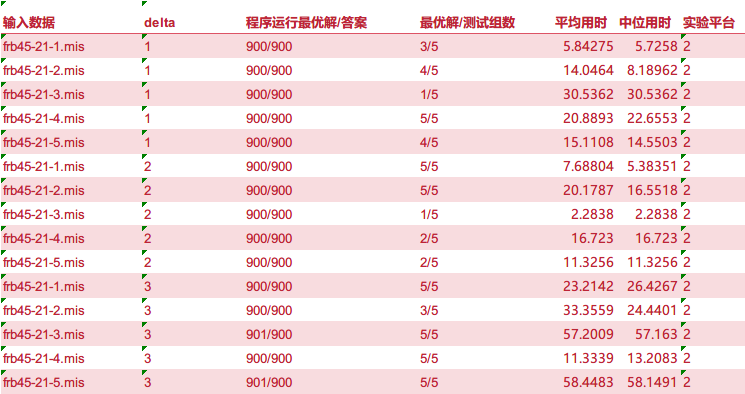 输入数据 delta 程序运行最优解/答案 最优解/测试组数 平均用时 中位用时 实验平台
frb45-21-1.mis 1 900/900 3/5 5.84275 5.7258 2
frb45-21-2.mis 1 900/900 4/5 14.0464 8.18962 2
frb45-21-3.mis 1 900/900 1/5 30.5362 30.5362 2
frb45-21-4.mis 1 900/900 5/5 20.8893 22.6553 2
frb45-21-5.mis 1 900/900 4/5 15.1108 14.5503 2
frb45-21-1.mis 2 900/900 5/5 7.68804 5.38351 2
frb45-21-2.mis 2 900/900 5/5 20.1787 16.5518 2
frb45-21-3.mis 2 900/900 1/5 2.2838 2.2838 2
frb45-21-4.mis 2 900/900 2/5 16.723 16.723 2
frb45-21-5.mis 2 900/900 2/5 11.3256 11.3256 2
frb45-21-1.mis 3 900/900 5/5 23.2142 26.4267 2
frb45-21-2.mis 3 900/900 3/5 33.3559 24.4401 2
frb45-21-3.mis 3 901/900 5/5 57.2009 57.163 2
frb45-21-4.mis 3 900/900 5/5 11.3339 13.2083 2
frb45-21-5.mis 3 901/900 5/5 58.4483 58.1491 2